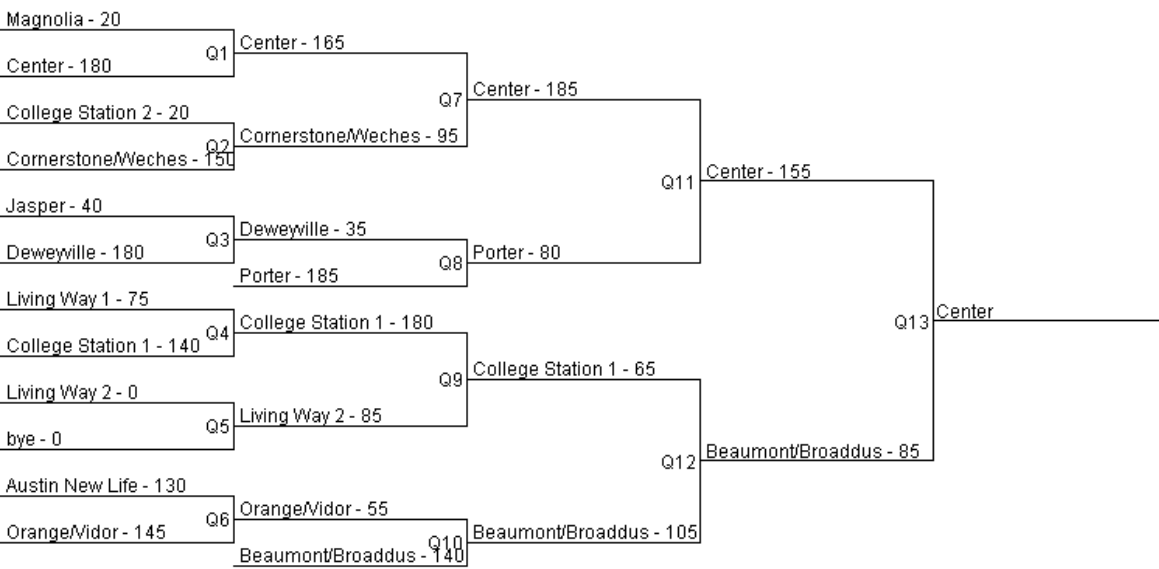 Magnolia - 20
Center - 180
Q1
College Station 2 - 20
Cornerstone/Weches - 150
Q2
Jasper - 40
Deweyville - 180
Q3
Living Way 1 - 75
College Station 1 - 140
Q4
Living Way 2 - 0
bye - 0
Q5
Austin New Life - 130
Orange/Vidor - 145
Q6
Center - 165
Cornerstone/Weches - 95
Q7
Deweyville - 35
Porter - 185
Q8
College Station 1 - 180
Living Way 2 - 85
Q9
Orange/Vidor - 55
Beaumont/Broaddus - 140
Q10
Center - 185
Porter - 80
Q11
College Station 1 - 65
Beaumont/Broaddus - 105
Q12
Center - 155
Beaumont/Broaddus - 85
Q13
Center